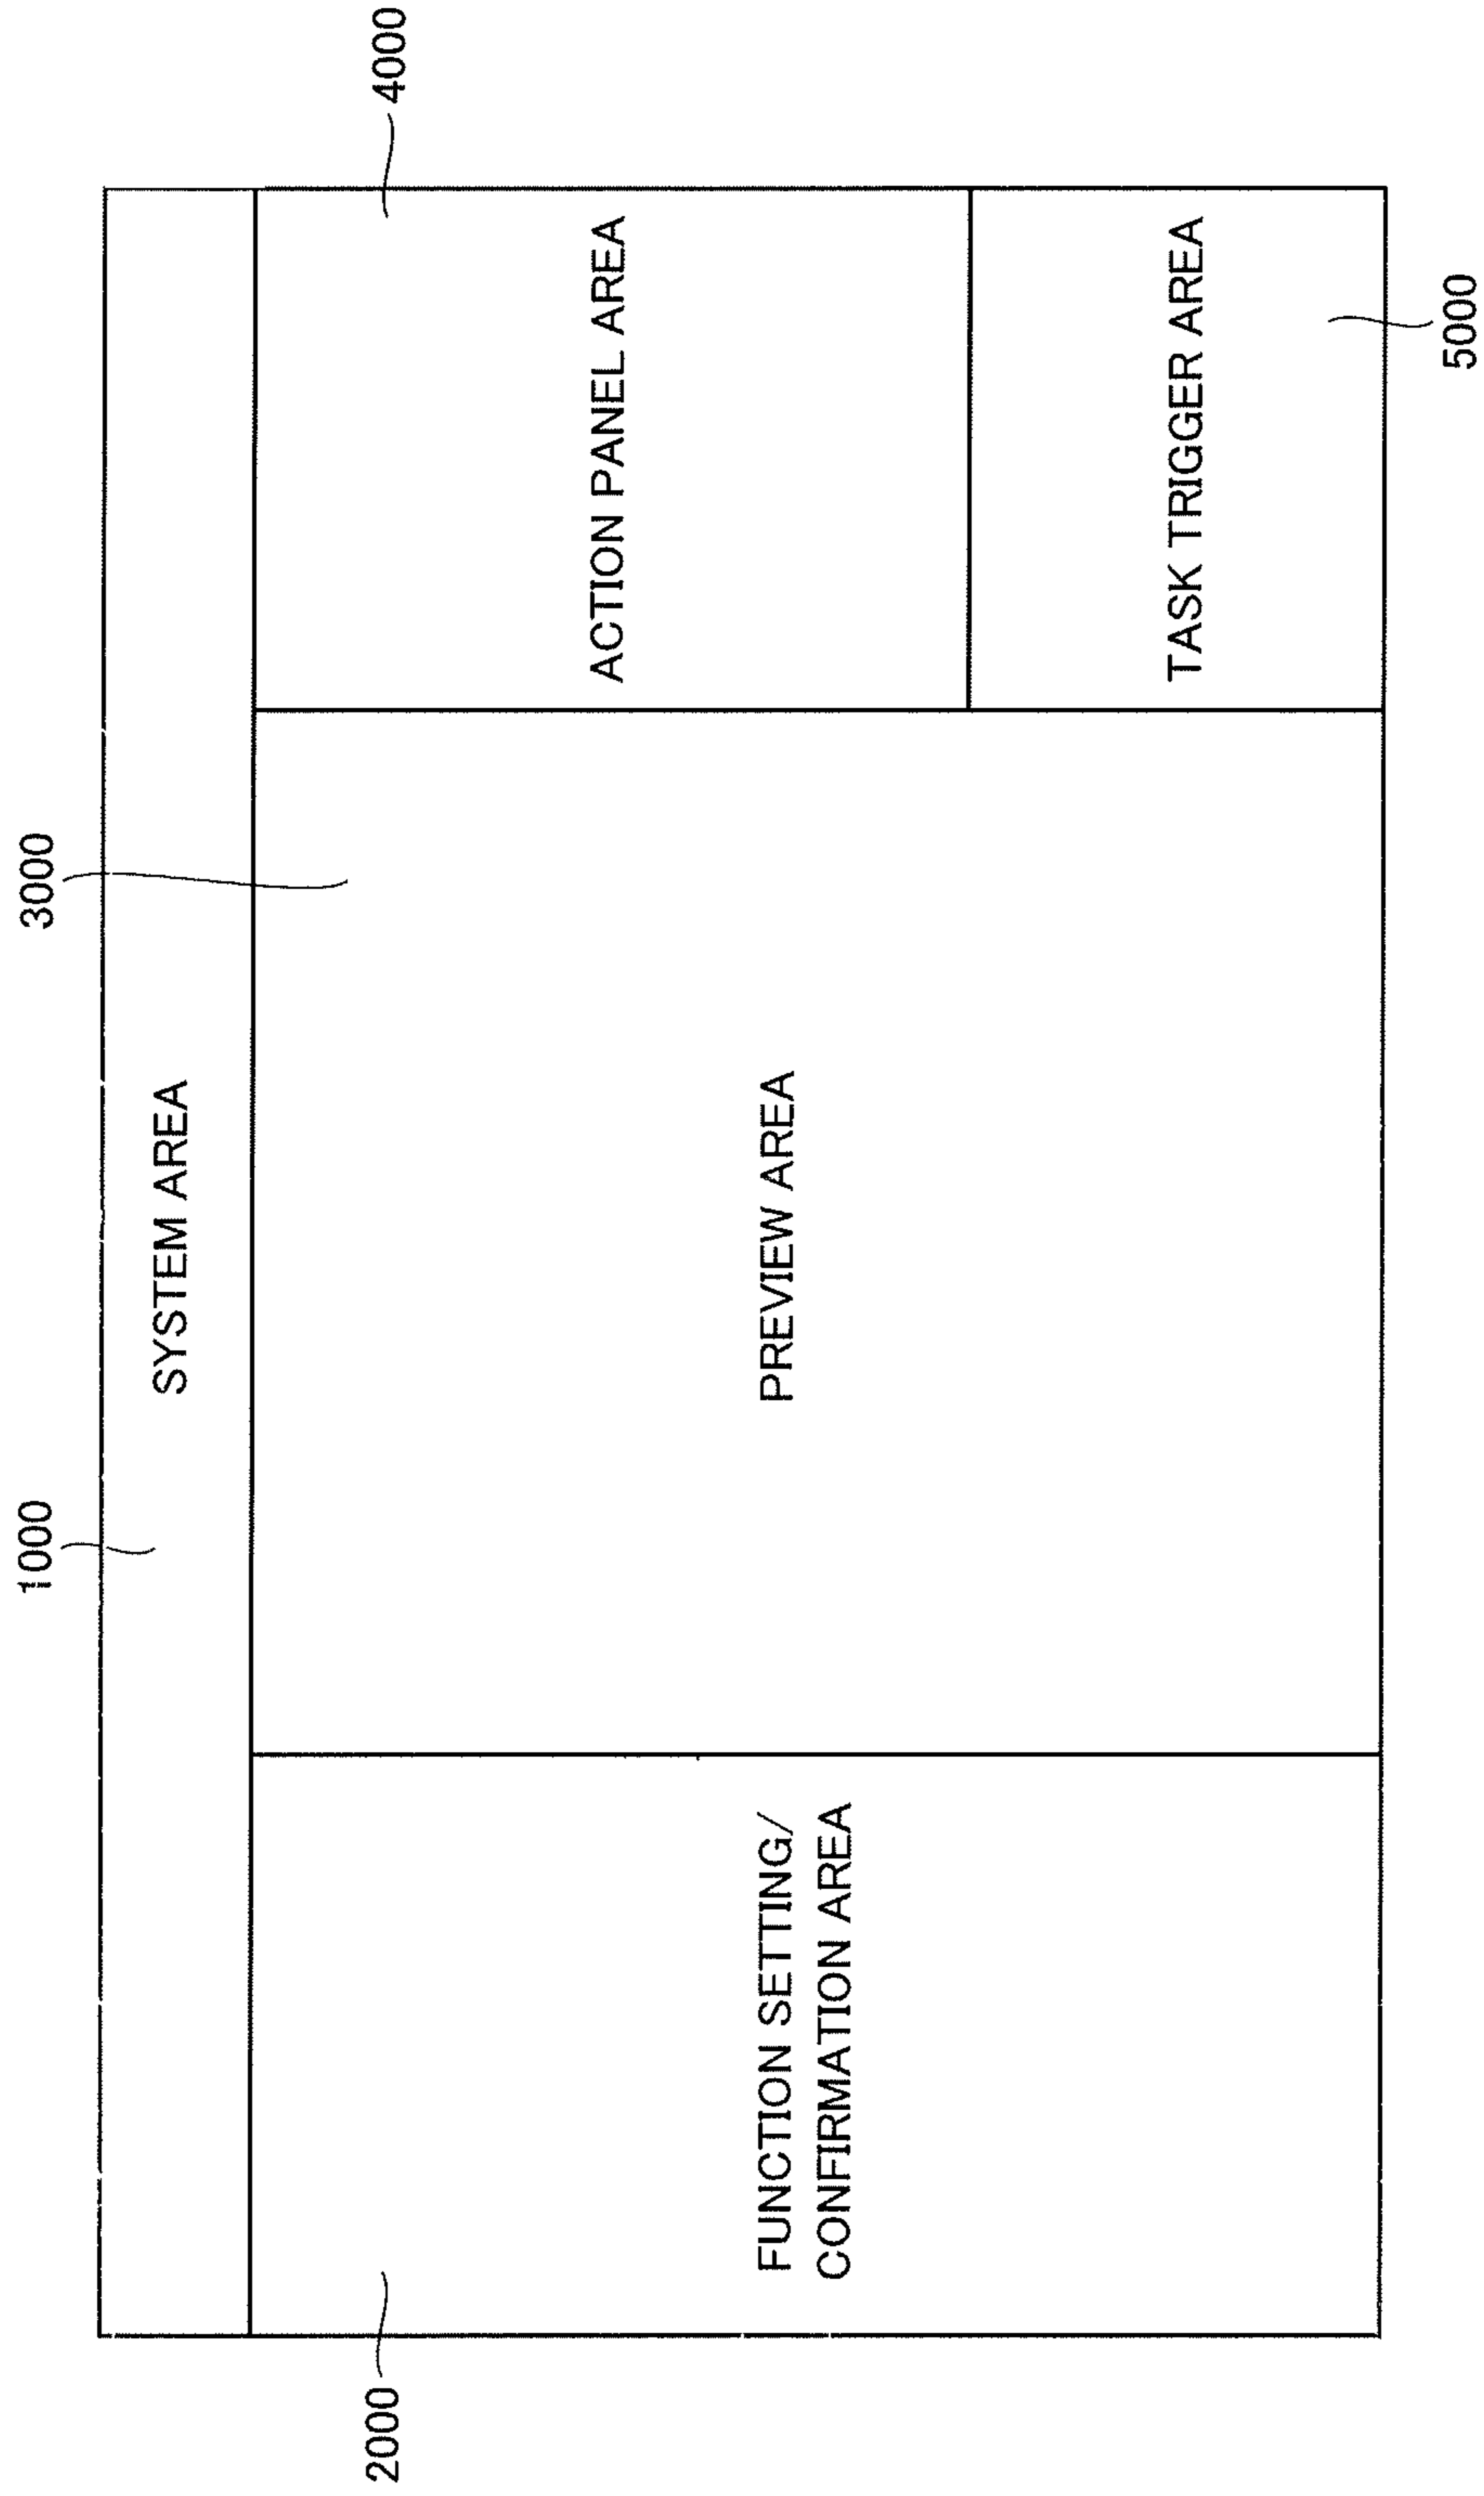 1000
3000
SYSTEM AREA
2000
4000
FUNCTION SETTING/
CONFIRMATION AREA
PREVIEW AREA
ACTION PANEL AREA
TASK TRIGGER AREA
5000